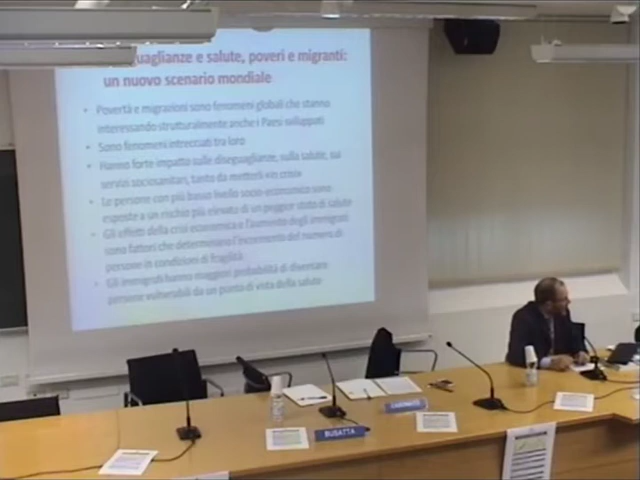 uaglianze e salute, poveri e migranti:
un nuovo scenario mondiale
• Povertà e migrazioni sono fenomeni globali che stanno
interessando strutturalmente anche i Paesi sviluppati
• Sono fenomeni intrecciati tra loro
• Hanno forte impatto sulle diseguaglianze, sulla salute, sui
servizi sociosanitari, tanto da metterli «in crisi»
• Le persone con più basso livello socio-economico sono
esposte a un rischio più elevato di un peggior stato di salute
• Gli effetti della crisi economica e l'aumento degli immigrati
sono fattori che determinano l'incremento del numero di
persone in condizioni di fragilità
• Gli immigrati hanno maggiori probabilità di diventare
persone vulnerabili da un punto di vista della salute
BUSATTA